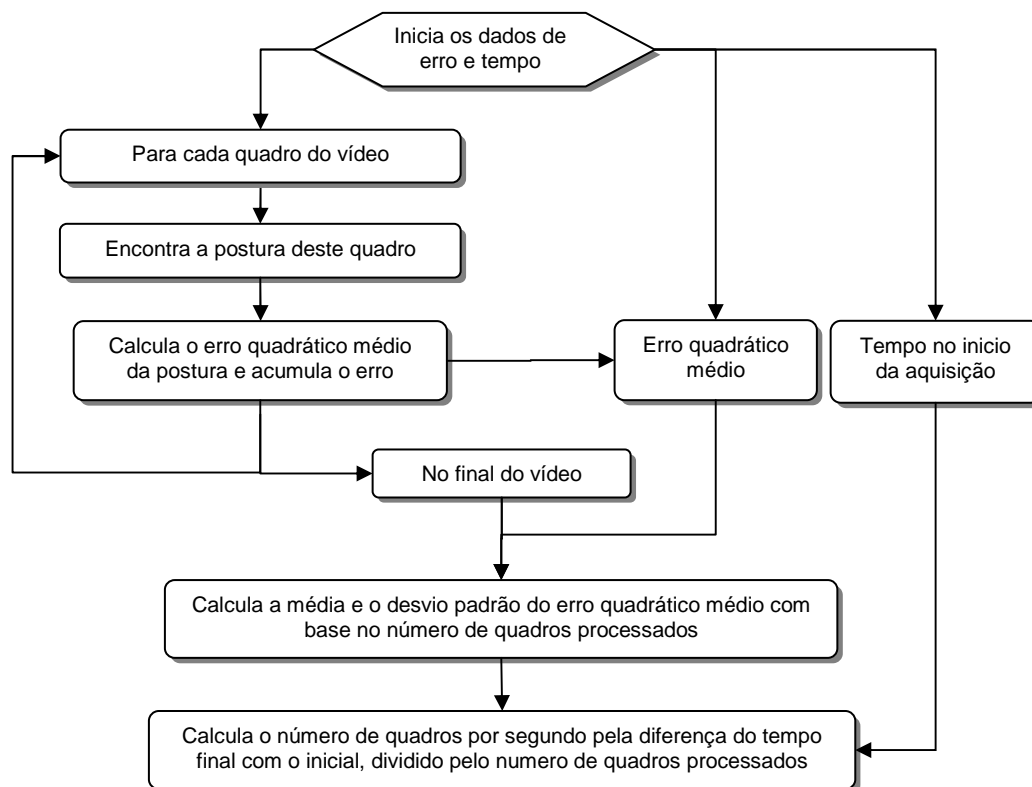 Inicia os dados de
erro e tempo
Para cada quadro do vídeo
Encontra a postura deste quadro
Calcula o erro quadrático médio
da postura e acumula o erro
Erro quadrático
médio
Tempo no inicio
da aquisição
No final do vídeo
Calcula a média e o desvio padrão do erro quadrático médio com
base no número de quadros processados
Calcula o número de quadros por segundo pela diferença do tempo
final com o inicial, dividido pelo numero de quadros processados